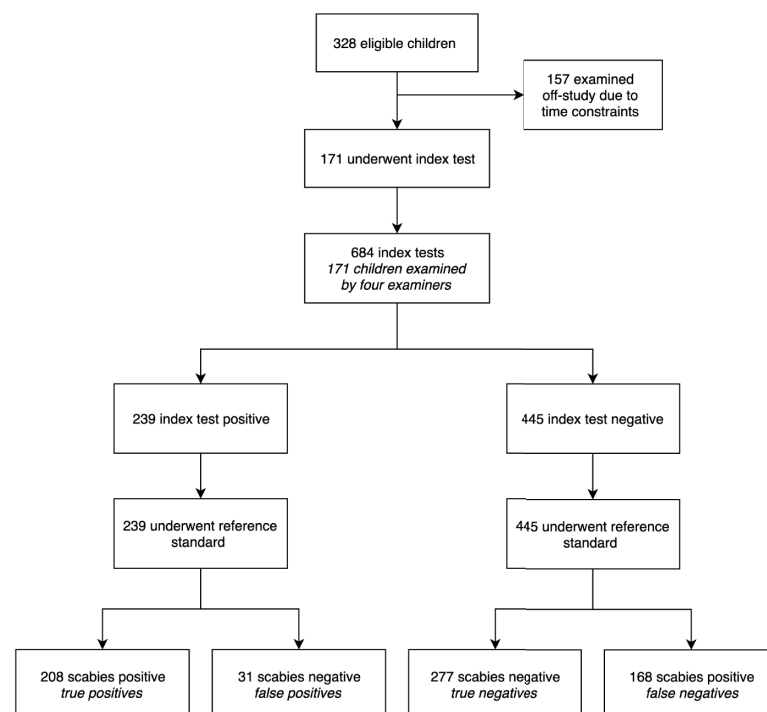 328 eligible children
157 examined
off-study due to
time constraints
171 underwent index test
684 index tests
171 children examined
by four examiners
239 index test positive
445 index test negative
239 underwent reference
standard
445 underwent reference
standard
208 scabies positive
true positives
31 scabies negative
false positives
277 scabies negative
true negatives
168 scabies positive
false negatives